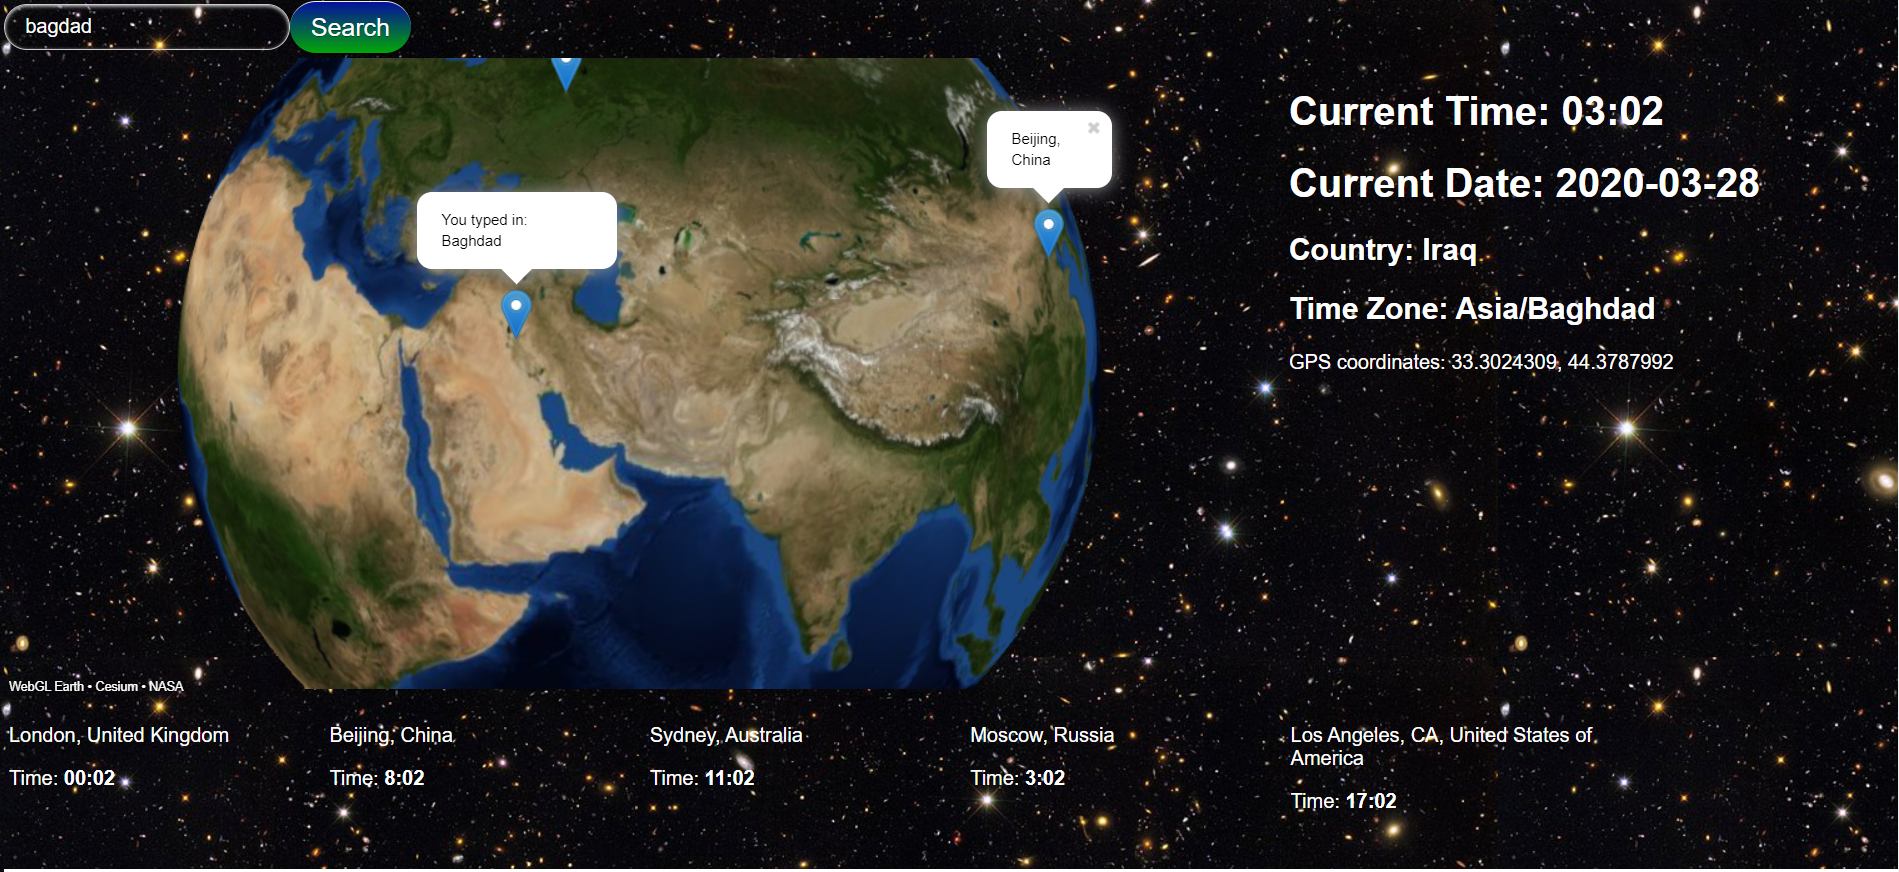 bagdad
Search
Current Time: 03:02
Beijing,
China
✖
Current Date: 2020-03-28
You typed in:
Baghdad
Country: Iraq
Time Zone: Asia/Baghdad
GPS coordinates: 33.3024309, 44.3787992
WebGL Earth • Cesium • NASA
London, United Kingdom
Time: 00:02
Beijing, China
Time: 8:02
Sydney, Australia
Time: 11:02
Moscow, Russia
Time: 3:02
Los Angeles, CA, United States of
America
Time: 17:02